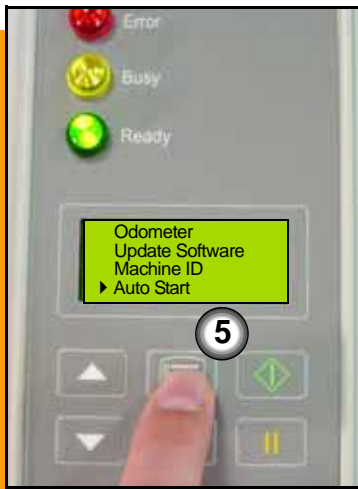 Error
Busy
Ready
Odometer
Update Software
Machine ID
Auto Start
5